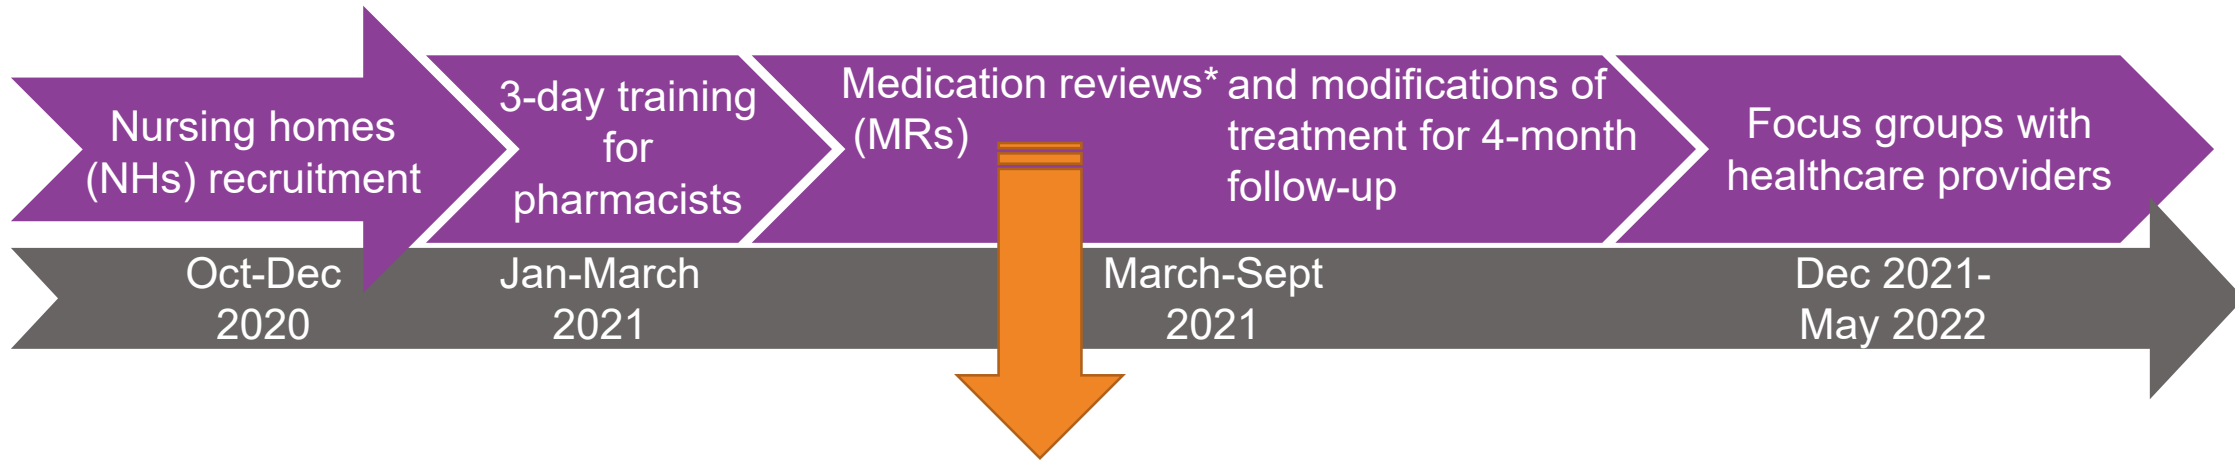 Nursing homes
(NHs) recruitment
3-day training
for
pharmacists
Medication reviews*
(MRs)
and modifications of
treatment for 4-month
follow-up
Focus groups with
healthcare providers
Oct-Dec
2020
Jan-March
2021
March-Sept
2021
Dec 2021-
May 2022